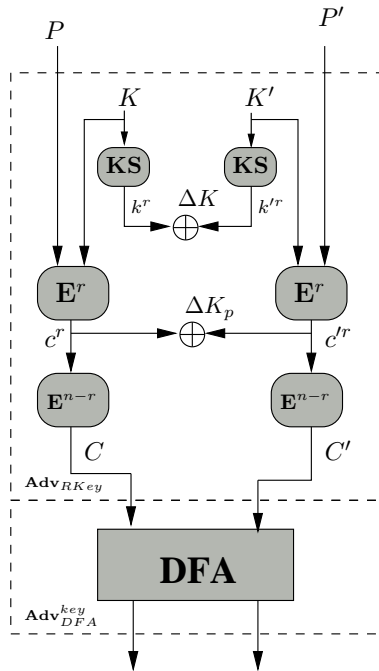 P P′
K K′
KS KS
ΔK
k^r k′^r
E^r E^r
ΔK_p
c^r c′^r
E^{n−r} E^{n−r}
C C′
Adv_{RKey}
DFA
Adv^{key}_{DFA}